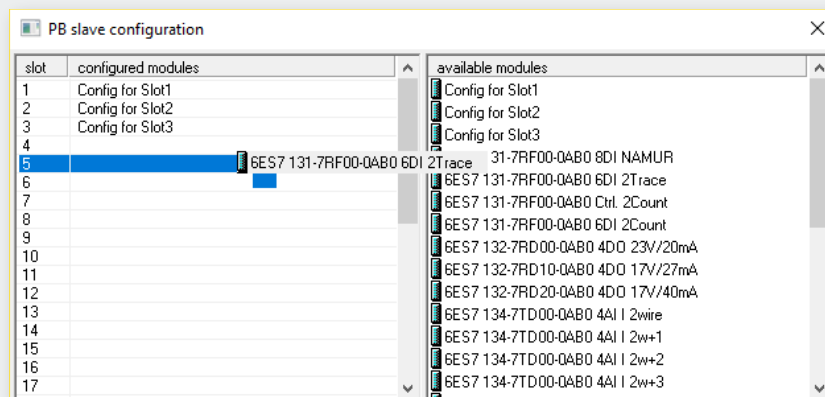 PB slave configuration
slot configured modules
1 Config for Slot1
2 Config for Slot2
3 Config for Slot3
4
5 6ES7 131-7RF00-0AB0 6DI 2Trace
6
7
8
9
10
11
12
13
14
15
16
17
available modules
Config for Slot1
Config for Slot2
Config for Slot3
31-7RF00-0AB0 8DI NAMUR
6ES7 131-7RF00-0AB0 6DI 2Trace
6ES7 131-7RF00-0AB0 Ctrl. 2Count
6ES7 131-7RF00-0AB0 6DI 2Count
6ES7 132-7RD00-0AB0 4DO 23V/20mA
6ES7 132-7RD10-0AB0 4DO 17V/27mA
6ES7 132-7RD20-0AB0 4DO 17V/40mA
6ES7 134-7TD00-0AB0 4AI I 2wire
6ES7 134-7TD00-0AB0 4AI I 2w+1
6ES7 134-7TD00-0AB0 4AI I 2w+2
6ES7 134-7TD00-0AB0 4AI I 2w+3